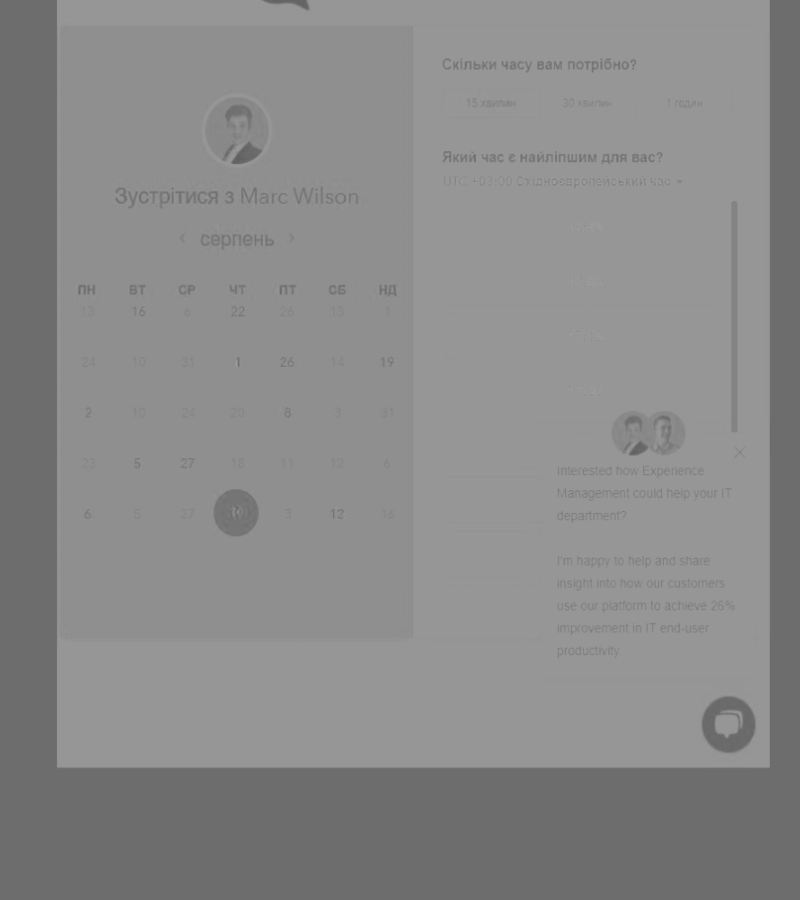 Зустрітися з Marc Wilson
серпень
ПН ВТ СР ЧТ ПТ СБ НД
13 16 6 22 26 13 1
24 10 31 1 26 14 19
2 10 24 20 8 3 31
23 5 27 18 11 12 6
6 5 27 10 3 12 16
Скільки часу вам потрібно?
15 хвилин 30 хвилин 1 годин
Який час є найліпшим для вас?
UTC +03:00 Східноєвропейський час
Interested how Experience
Management could help your IT
department?
I'm happy to help and share
insight into how our customers
use our platform to achieve 26%
improvement in IT end-user
productivity